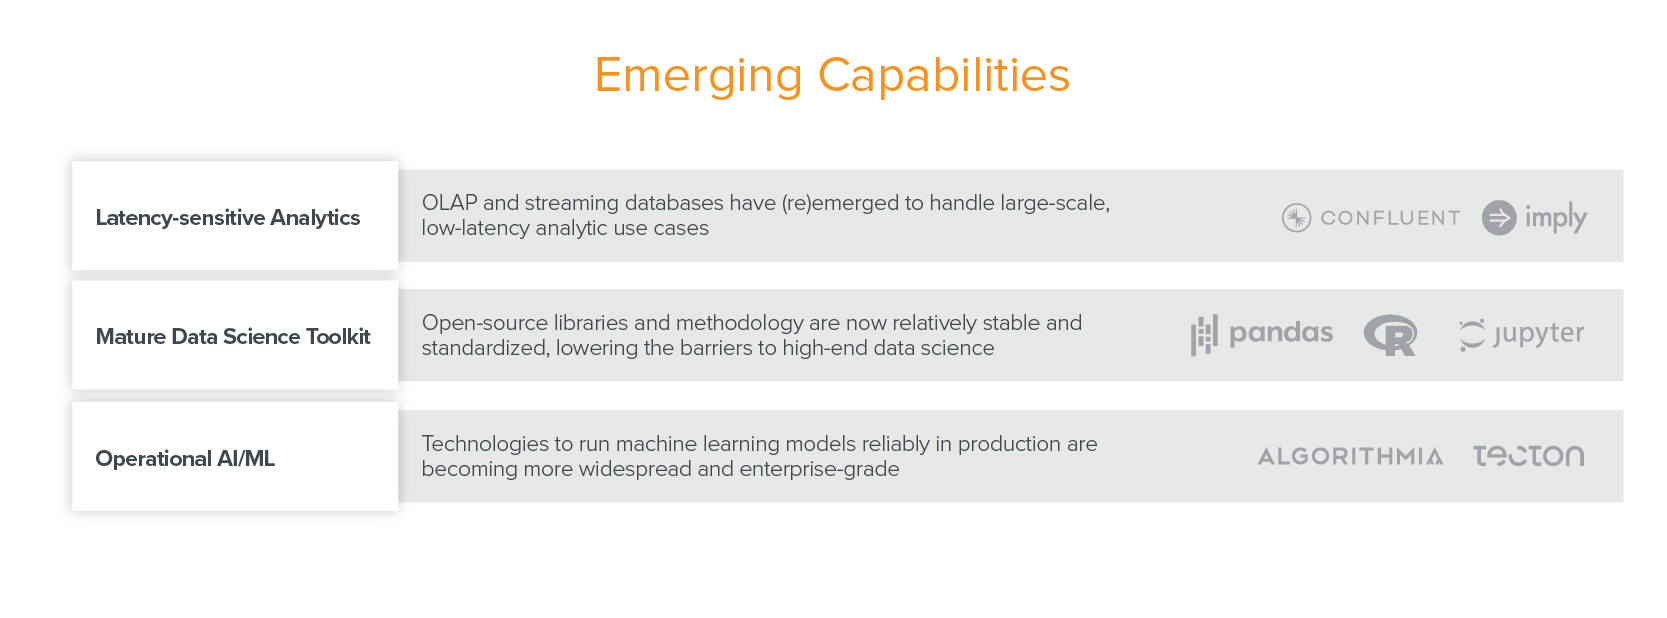 Emerging Capabilities
Latency-sensitive Analytics
OLAP and streaming databases have (re)emerged to handle large-scale,
low-latency analytic use cases
CONFLUENT
imply
Mature Data Science Toolkit
Open-source libraries and methodology are now relatively stable and
standardized, lowering the barriers to high-end data science
pandas
R
jupyter
Operational AI/ML
Technologies to run machine learning models reliably in production are
becoming more widespread and enterprise-grade
ALGORITHMIA
TECTON